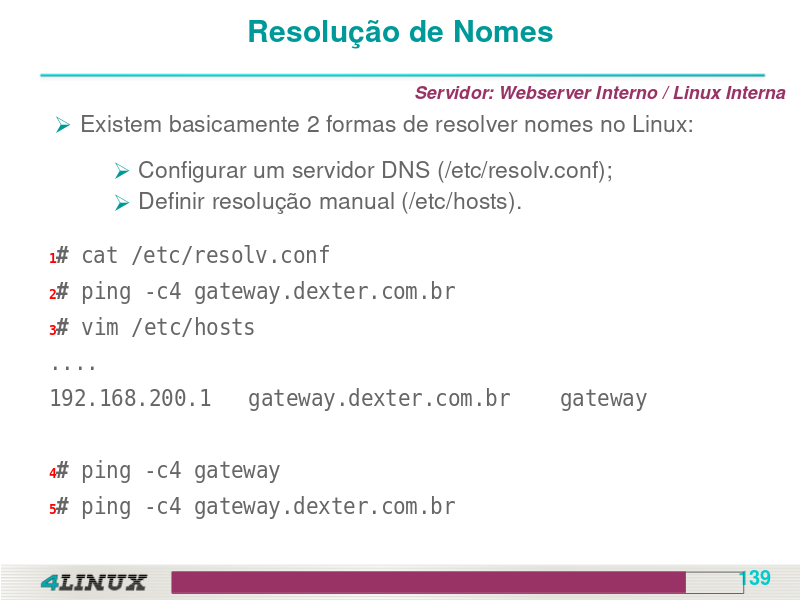 Resolução de Nomes
Servidor: Webserver Interno / Linux Interna
Existem basicamente 2 formas de resolver nomes no Linux:
Configurar um servidor DNS (/etc/resolv.conf);
Definir resolução manual (/etc/hosts).
1# cat /etc/resolv.conf
2# ping -c4 gateway.dexter.com.br
3# vim /etc/hosts
....
192.168.200.1 gateway.dexter.com.br gateway
4# ping -c4 gateway
5# ping -c4 gateway.dexter.com.br
4LINUX
139